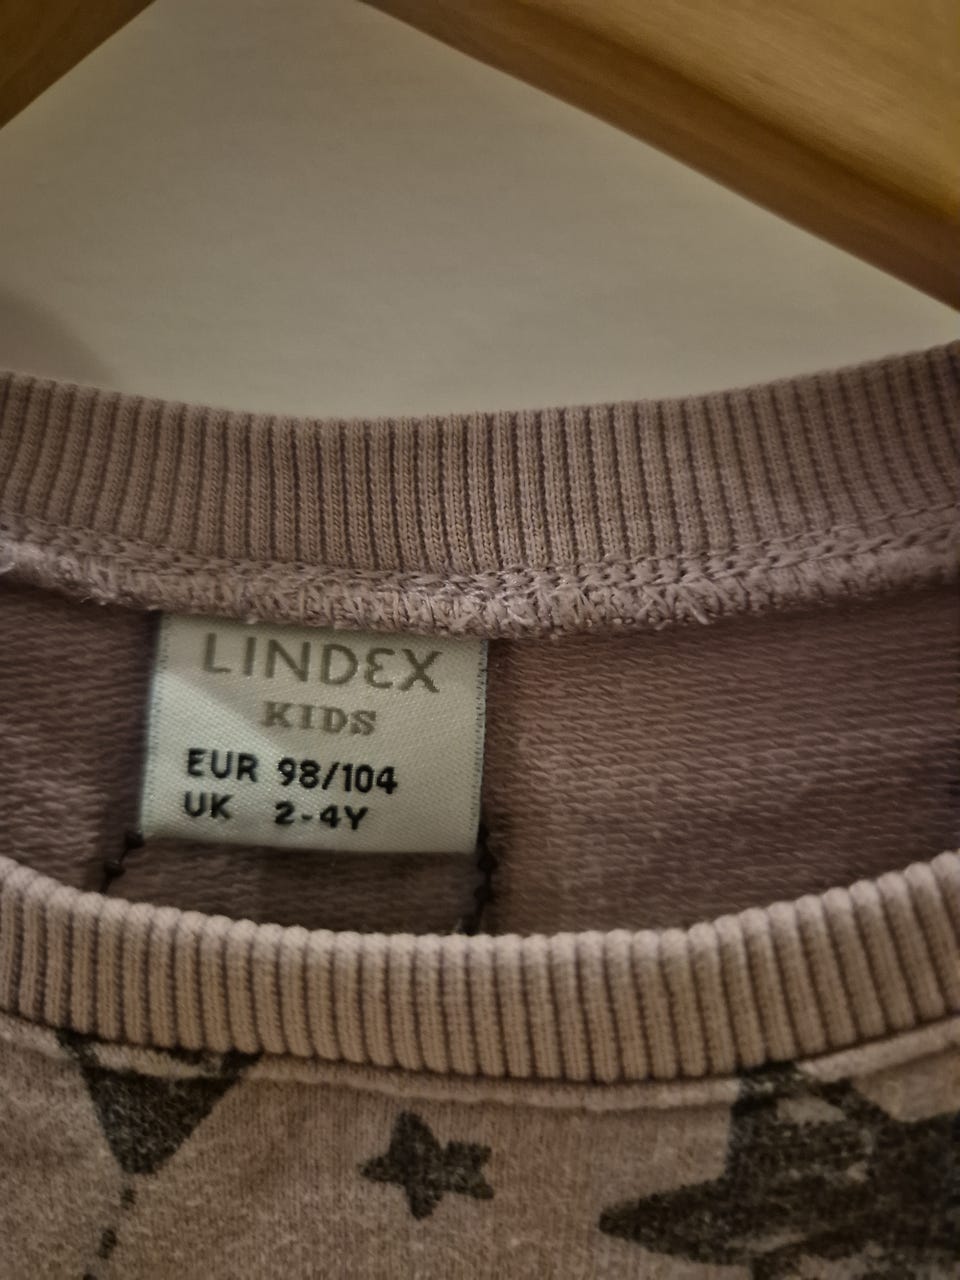 LINDEX
KIDS
EUR 98/104
UK 2-4Y